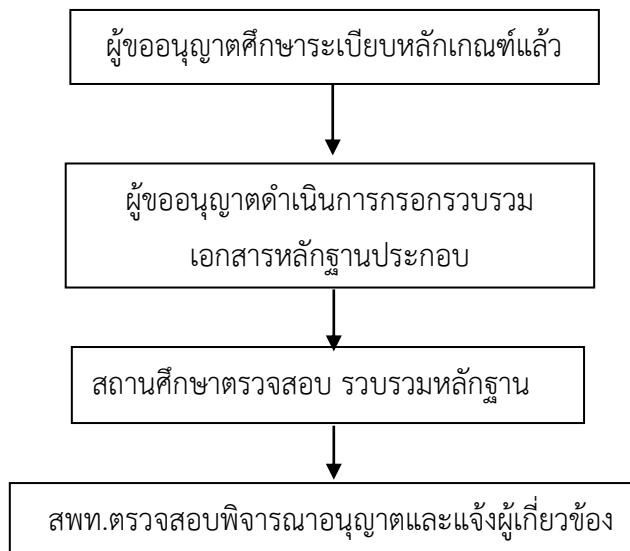 ผู้ขออนุญาตศึกษาระเบียบหลักเกณฑ์แล้ว
ผู้ขออนุญาตดำเนินการกรอกรวบรวม
เอกสารหลักฐานประกอบ
สถานศึกษาตรวจสอบ รวบรวมหลักฐาน
สพท.ตรวจสอบพิจารณาอนุญาตและแจ้งผู้เกี่ยวข้อง